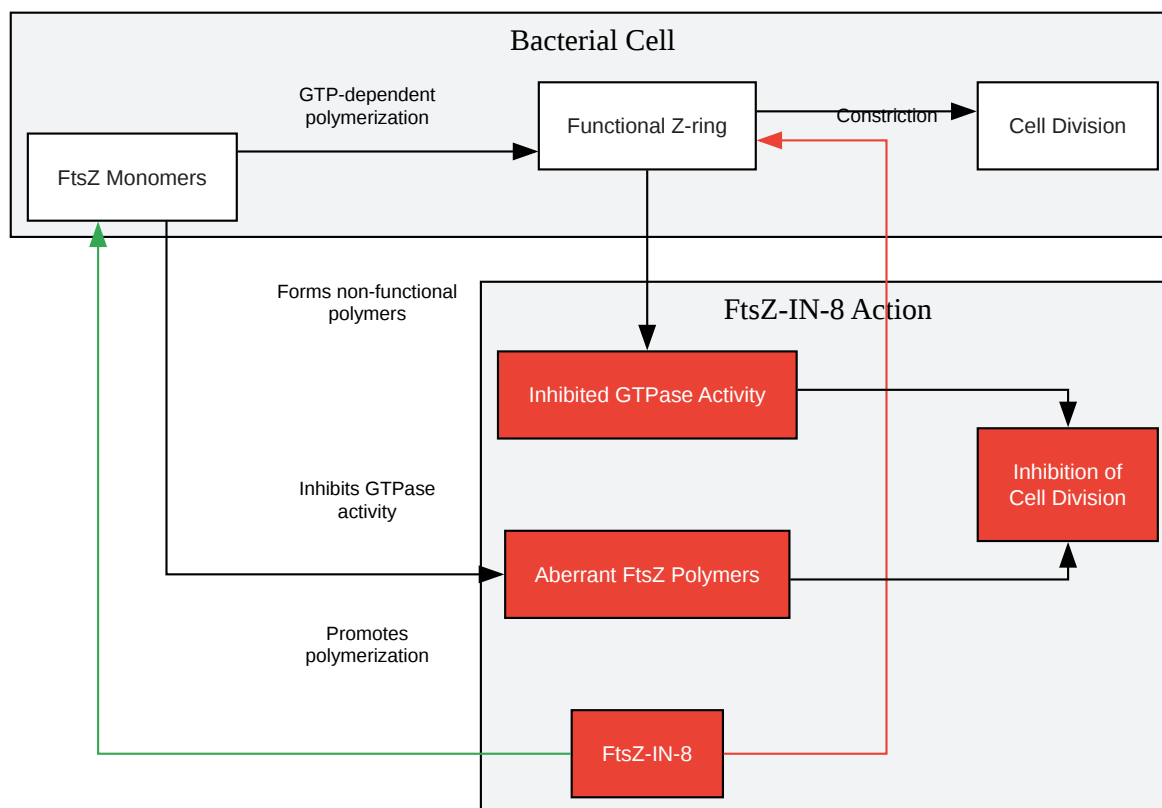 Bacterial Cell
GTP-dependent
polymerization
Functional Z-ring
Constriction
Cell Division
FtsZ Monomers
Forms non-functional
polymers
FtsZ-IN-8 Action
Inhibited GTPase Activity
Inhibition of
Cell Division
Inhibits GTPase
activity
Aberrant FtsZ Polymers
Promotes
polymerization
FtsZ-IN-8